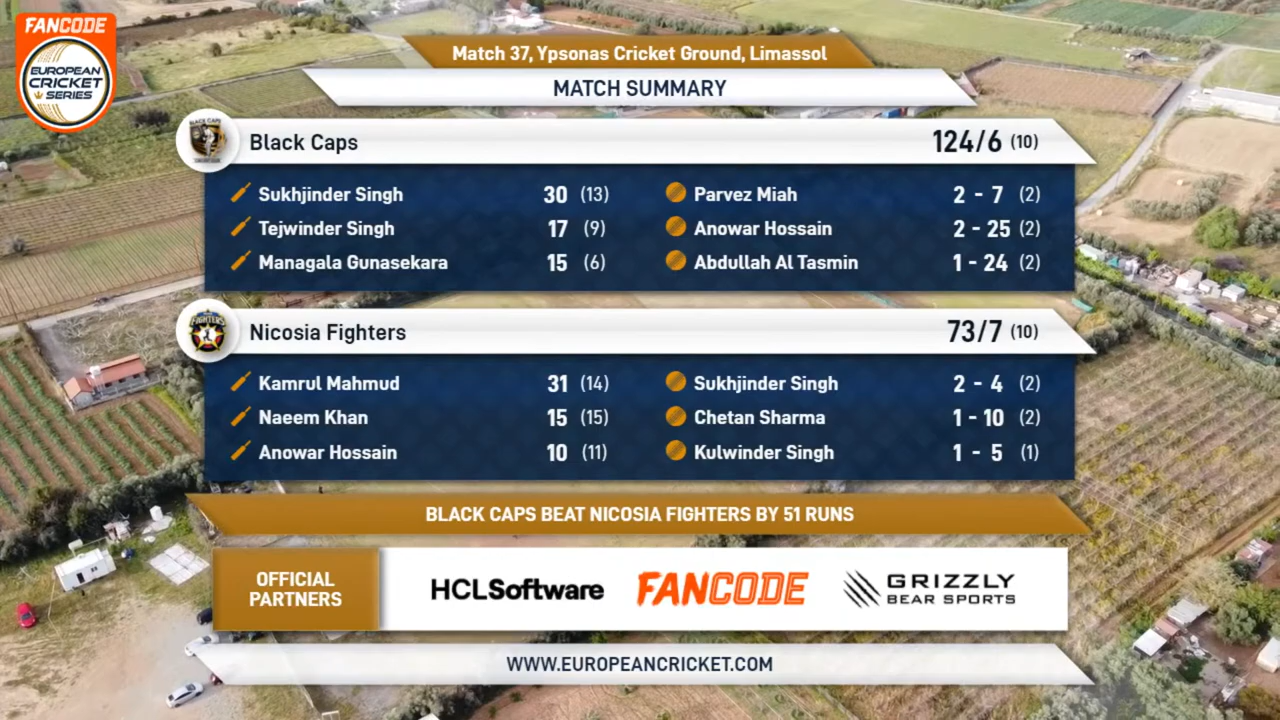 FANCODE
EUROPEAN
CRICKET
SERIES
Match 37, Ypsonas Cricket Ground, Limassol
MATCH SUMMARY
BLACK CAPS
Black Caps 124/6 (10)
Sukhjinder Singh 30 (13) Parvez Miah 2 - 7 (2)
Tejwinder Singh 17 (9) Anowar Hossain 2 - 25 (2)
Managala Gunasekara 15 (6) Abdullah Al Tasmin 1 - 24 (2)
FIGHTERS
Nicosia Fighters 73/7 (10)
Kamrul Mahmud 31 (14) Sukhjinder Singh 2 - 4 (2)
Naeem Khan 15 (15) Chetan Sharma 1 - 10 (2)
Anowar Hossain 10 (11) Kulwinder Singh 1 - 5 (1)
BLACK CAPS BEAT NICOSIA FIGHTERS BY 51 RUNS
OFFICIAL
PARTNERS
HCLSoftware FANCODE GRIZZLY
BEAR SPORTS
WWW.EUROPEANCRICKET.COM